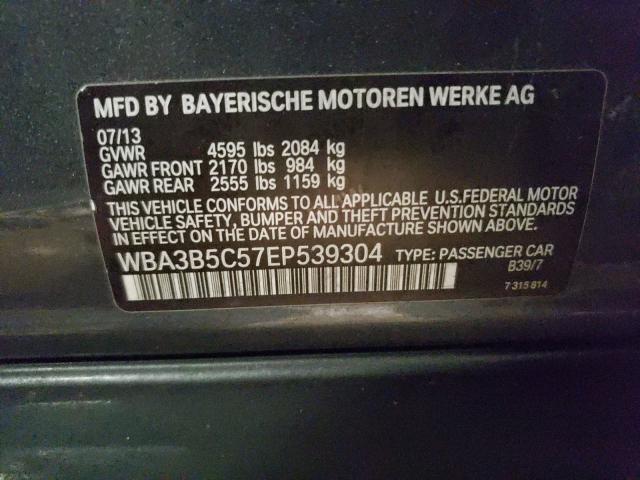 MFD BY BAYERISCHE MOTOREN WERKE AG
07/13
GVWR 4595 lbs 2084 kg
GAWR FRONT 2170 lbs 984 kg
GAWR REAR 2555 lbs 1159 kg
THIS VEHICLE CONFORMS TO ALL APPLICABLE U.S.FEDERAL MOTOR
VEHICLE SAFETY, BUMPER AND THEFT PREVENTION STANDARDS
IN EFFECT ON THE DATE OF MANUFACTURE SHOWN ABOVE.
WBA3B5C57EP539304 TYPE: PASSENGER CAR
B39/7
7 315 814